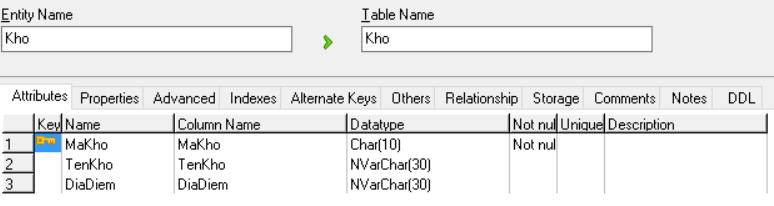 Entity Name Table Name
Kho Kho
Attributes Properties Advanced Indexes Alternate Keys Others Relationship Storage Comments Notes DDL
Key Name Column Name Datatype Not nul Unique Description
1 MaKho MaKho Char(10) Not nul
2 TenKho TenKho NVarChar(30)
3 DiaDiem DiaDiem NVarChar(30)